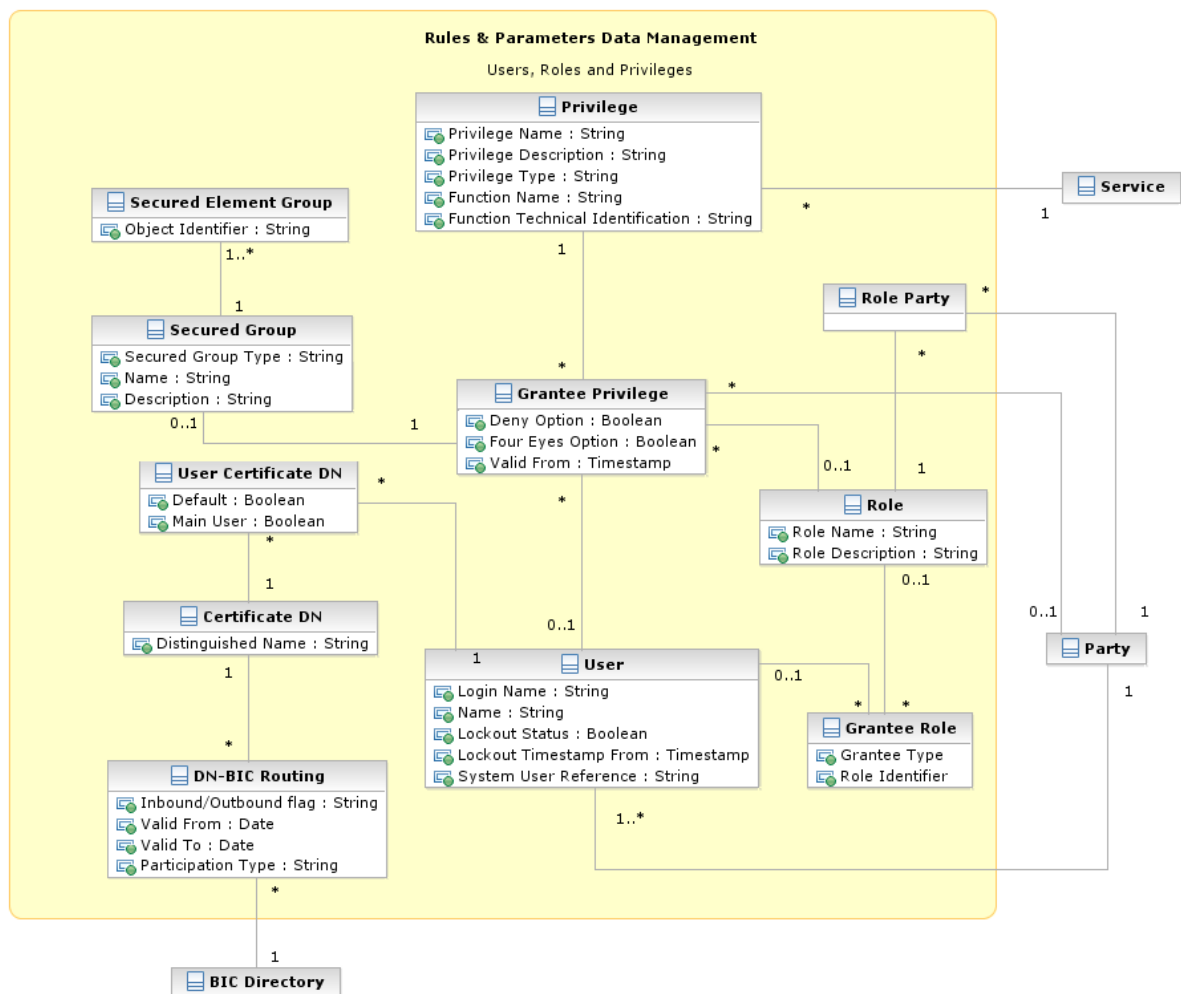 Rules & Parameters Data Management
Users, Roles and Privileges
Privilege
Privilege Name : String
Privilege Description : String
Privilege Type : String
Function Name : String
Function Technical Identification : String
*
1
Service
1
Secured Element Group
Object Identifier : String
1..*
1
Secured Group
Secured Group Type : String
Name : String
Description : String
0..1
1
Role Party
*
*
1
*
Grantee Privilege
Deny Option : Boolean
Four Eyes Option : Boolean
Valid From : Timestamp
*
*
*
0..1
Role
Role Name : String
Role Description : String
0..1
User Certificate DN
Default : Boolean
Main User : Boolean
*
*
1
Certificate DN
Distinguished Name : String
1
*
0..1
1
User
Login Name : String
Name : String
Lockout Status : Boolean
Lockout Timestamp From : Timestamp
System User Reference : String
0..1
1..*
*
*
Grantee Role
Grantee Type
Role Identifier
0..1
1
Party
1
DN-BIC Routing
Inbound/Outbound flag : String
Valid From : Date
Valid To : Date
Participation Type : String
*
1
BIC Directory